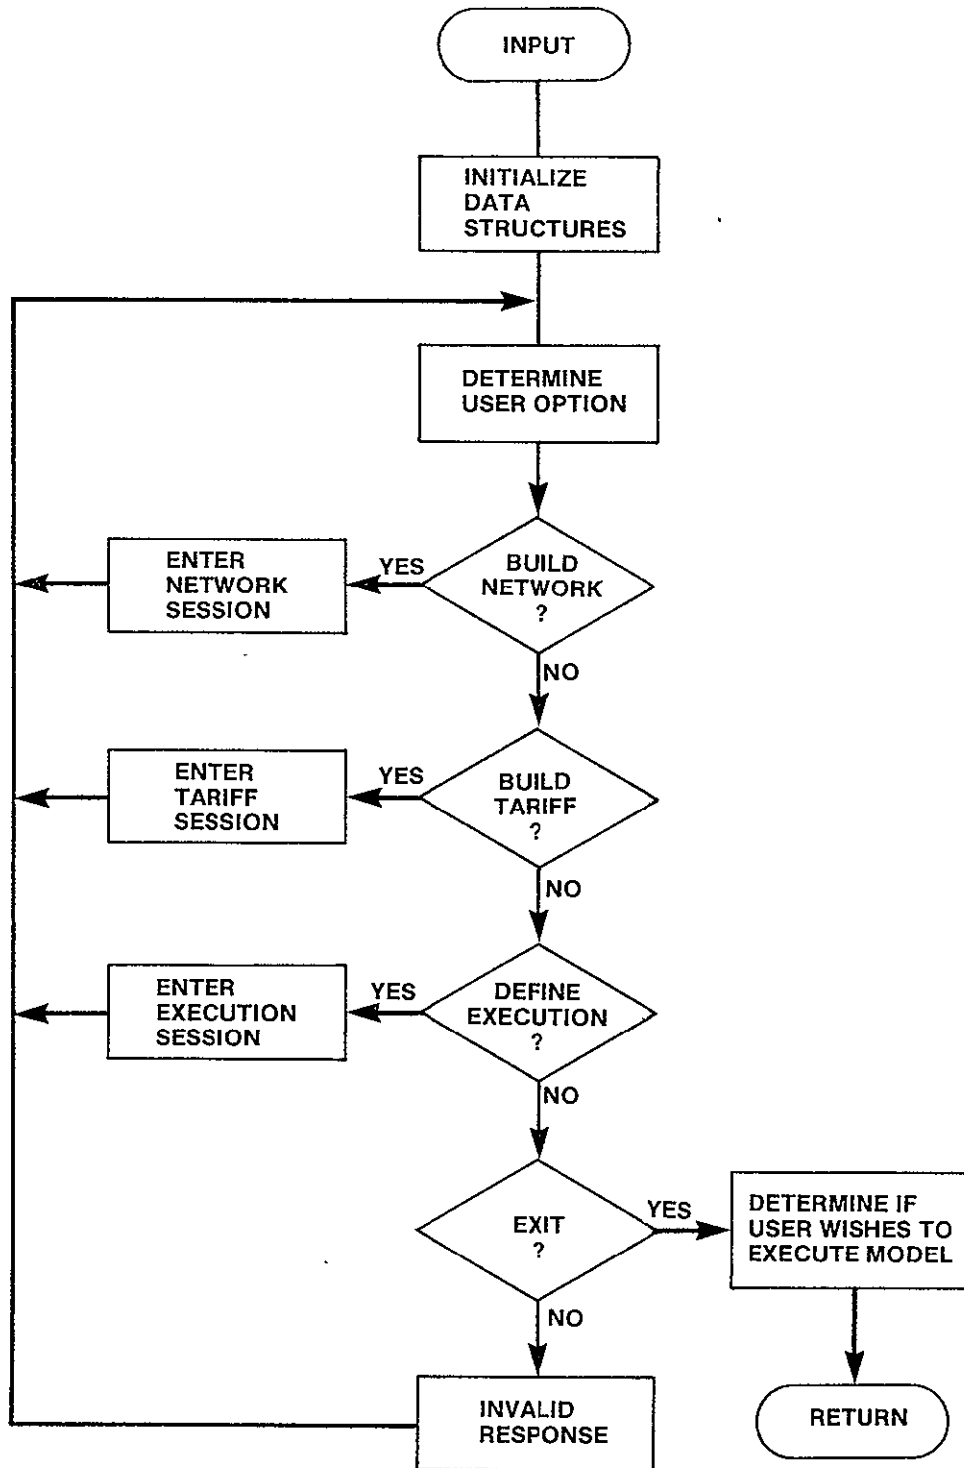 INPUT
INITIALIZE
DATA
STRUCTURES
DETERMINE
USER OPTION
BUILD
NETWORK
?
YES
ENTER
NETWORK
SESSION
NO
BUILD
TARIFF
?
YES
ENTER
TARIFF
SESSION
NO
DEFINE
EXECUTION
?
YES
ENTER
EXECUTION
SESSION
NO
EXIT
?
YES
DETERMINE IF
USER WISHES TO
EXECUTE MODEL
NO
INVALID
RESPONSE
RETURN